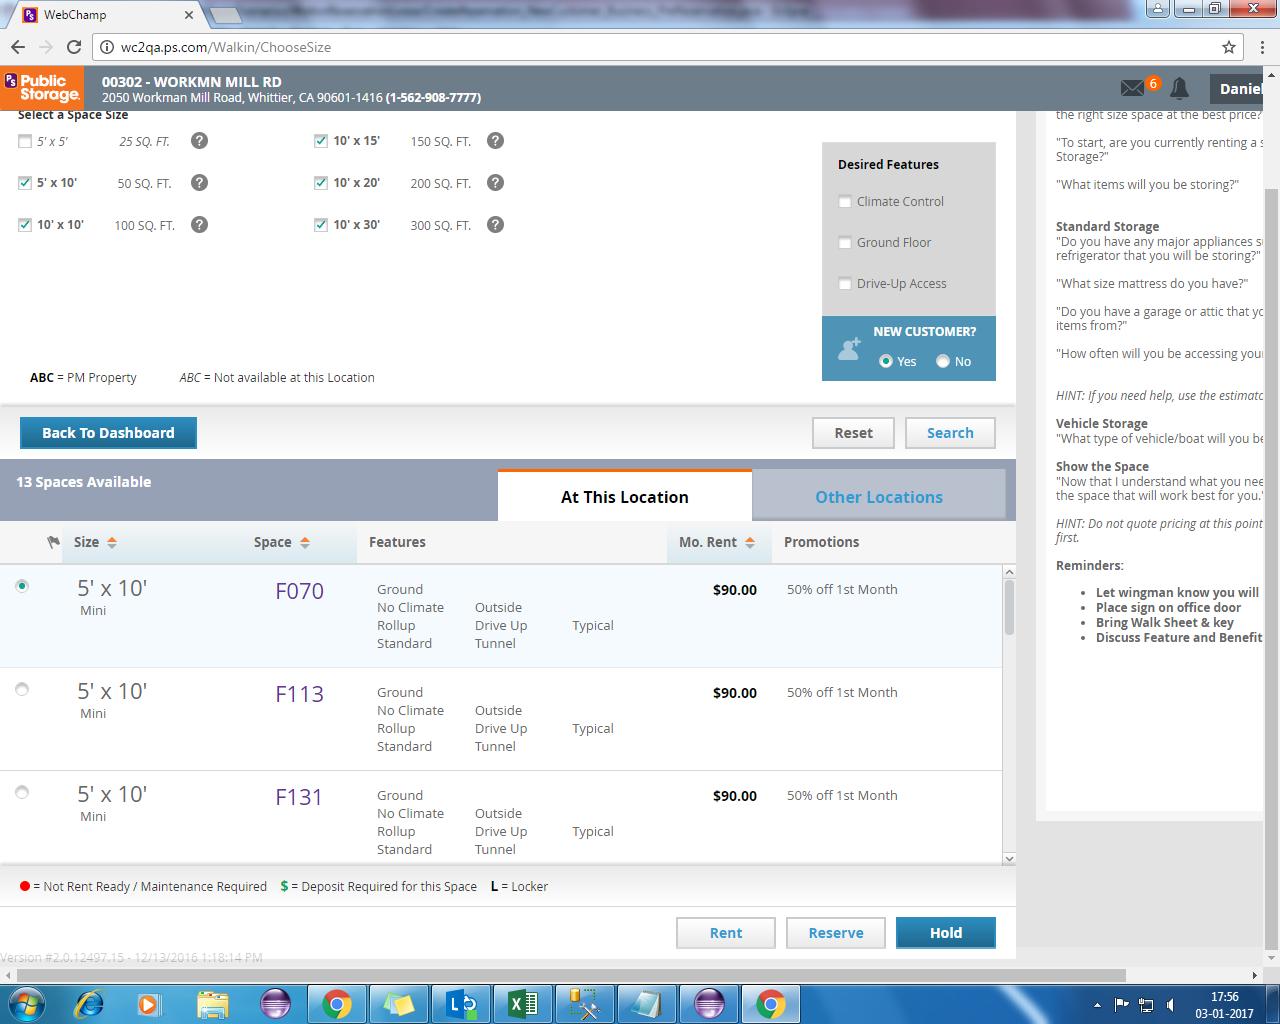 WebChamp
wc2qa.ps.com/Walkin/ChooseSize
Public Storage.
PS
00302 - WORKMN MILL RD
2050 Workman Mill Road, Whittier, CA 90601-1416 (1-562-908-7777)
6
Daniel
Select a Space Size
5' x 5' 25 SQ. FT. ? 10' x 15' 150 SQ. FT. ?
5' x 10' 50 SQ. FT. ? 10' x 20' 200 SQ. FT. ?
10' x 10' 100 SQ. FT. ? 10' x 30' 300 SQ. FT. ?
Desired Features
Climate Control
Ground Floor
Drive-Up Access
NEW CUSTOMER?
Yes No
ABC = PM Property ABC = Not available at this Location
Back To Dashboard Reset Search
13 Spaces Available At This Location Other Locations
Size Space Features Mo. Rent Promotions
5' x 10' F070 Ground $90.00 50% off 1st Month
Mini No Climate Outside
Rollup Drive Up Typical
Standard Tunnel
5' x 10' F113 Ground $90.00 50% off 1st Month
Mini No Climate Outside
Rollup Drive Up Typical
Standard Tunnel
5' x 10' F131 Ground $90.00 50% off 1st Month
Mini No Climate Outside
Rollup Drive Up Typical
Standard Tunnel
= Not Rent Ready / Maintenance Required $ = Deposit Required for this Space L = Locker
Rent Reserve Hold
Version #2.0.12497.15 - 12/13/2016 1:18:14 PM
the right size space at the best price?
"To start, are you currently renting a s
Storage?"
"What items will you be storing?"
Standard Storage
"Do you have any major appliances su
refrigerator that you will be storing?"
"What size mattress do you have?"
"Do you have a garage or attic that yo
items from?"
"How often will you be accessing your
HINT: If you need help, use the estimato
Vehicle Storage
"What type of vehicle/boat will you be
Show the Space
"Now that I understand what you nee
the space that will work best for you."
HINT: Do not quote pricing at this point
first.
Reminders:
Let wingman know you will
Place sign on office door
Bring Walk Sheet & key
Discuss Feature and Benefit
17:56
03-01-2017